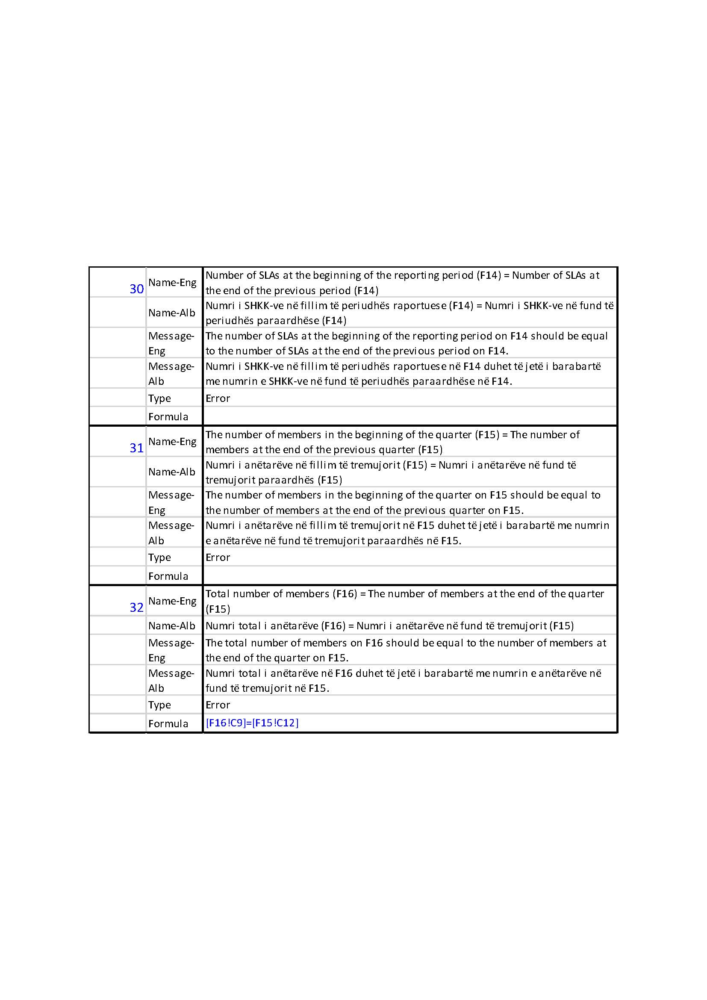 30 Name-Eng Number of SLAs at the beginning of the reporting period (F14) = Number of SLAs at
the end of the previous period (F14)
Name-Alb Numri i SHKK-ve në fillim të periudhës raportuese (F14) = Numri i SHKK-ve në fund të
periudhës paraardhëse (F14)
Message- The number of SLAs at the beginning of the reporting period on F14 should be equal
Eng to the number of SLAs at the end of the previous period on F14.
Message- Numri i SHKK-ve në fillim të periudhës raportuese në F14 duhet të jetë i barabartë
Alb me numrin e SHKK-ve në fund të periudhës paraardhëse në F14.
Type Error
Formula
31 Name-Eng The number of members in the beginning of the quarter (F15) = The number of
members at the end of the previous quarter (F15)
Name-Alb Numri i anëtarëve në fillim të tremujorit (F15) = Numri i anëtarëve në fund të
tremujorit paraardhës (F15)
Message- The number of members in the beginning of the quarter on F15 should be equal to
Eng the number of members at the end of the previous quarter on F15.
Message- Numri i anëtarëve në fillim të tremujorit në F15 duhet të jetë i barabartë me numrin
Alb e anëtarëve në fund të tremujorit paraardhës në F15.
Type Error
Formula
32 Name-Eng Total number of members (F16) = The number of members at the end of the quarter
(F15)
Name-Alb Numri total i anëtarëve (F16) = Numri i anëtarëve në fund të tremujorit (F15)
Message- The total number of members on F16 should be equal to the number of members at
Eng the end of the quarter on F15.
Message- Numri total i anëtarëve në F16 duhet të jetë i barabartë me numrin e anëtarëve në
Alb fund të tremujorit në F15.
Type Error
Formula [F16!C9]=[F15!C12]